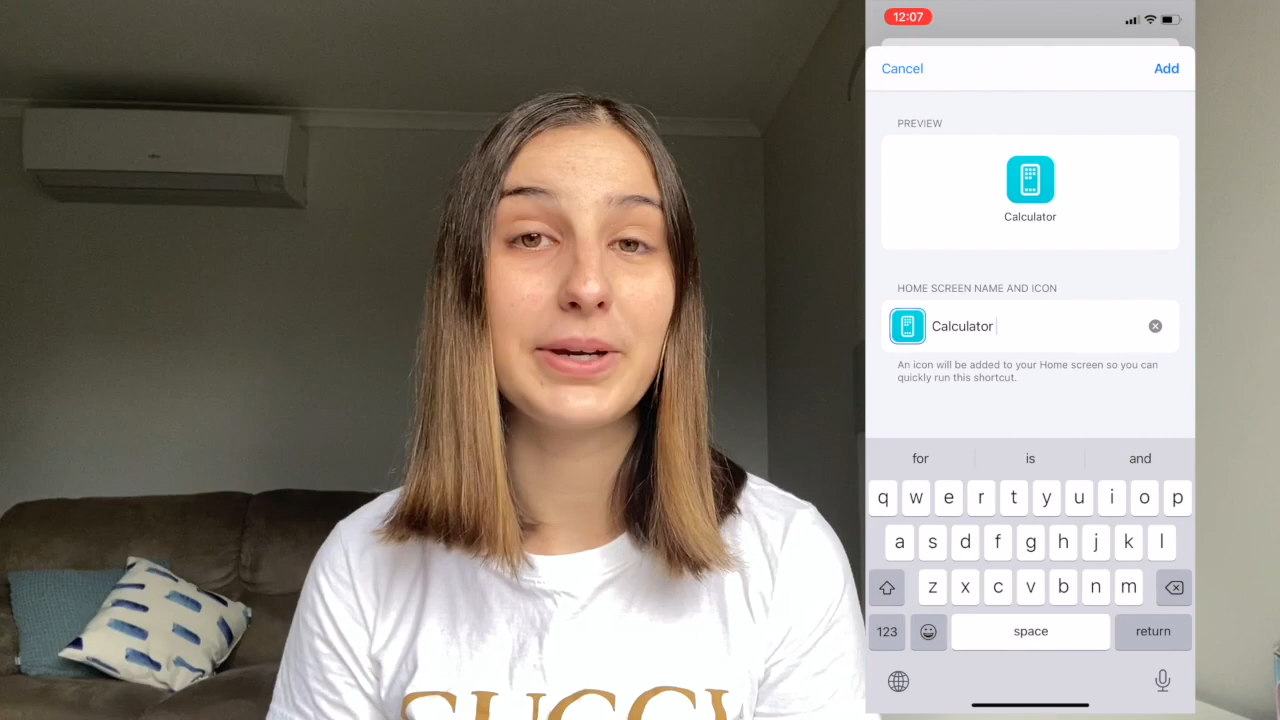 12:07
Cancel
Add
PREVIEW
Calculator
HOME SCREEN NAME AND ICON
Calculator
An icon will be added to your Home screen so you can
quickly run this shortcut.
for is and
q w e r t y u i o p
a s d f g h j k l
z x c v b n m
123 space return